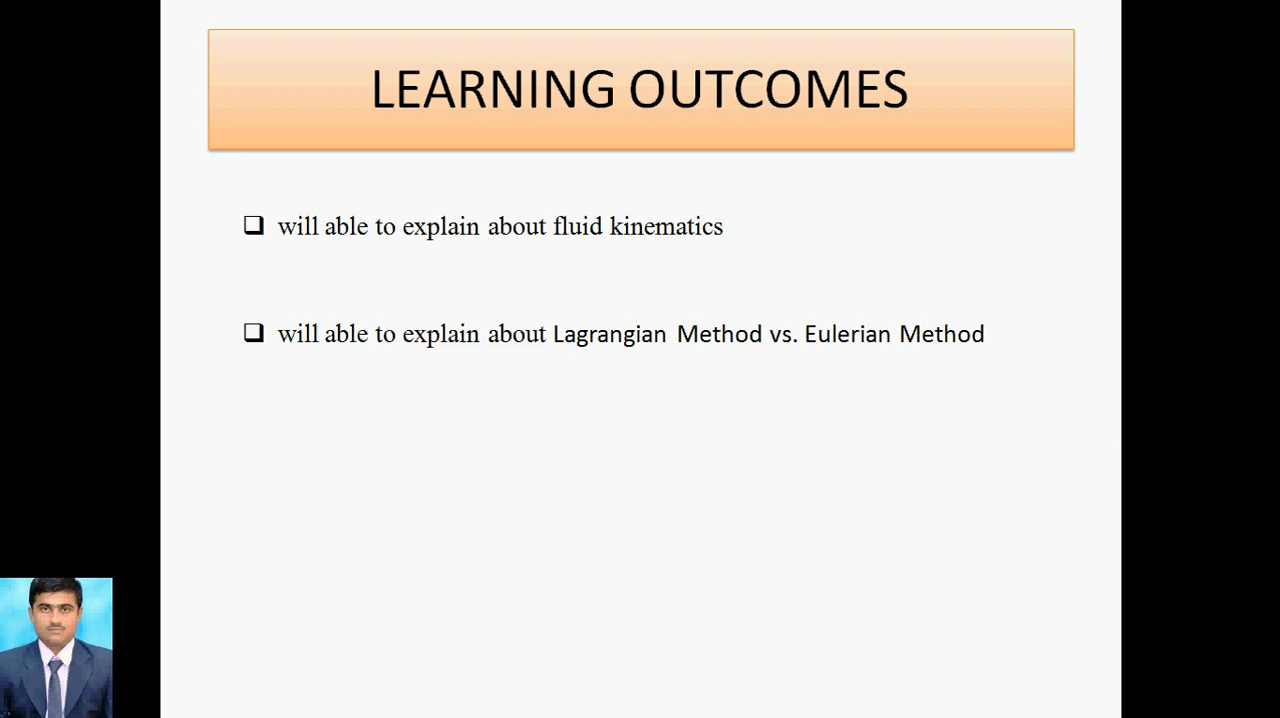 LEARNING OUTCOMES
will able to explain about fluid kinematics
will able to explain about Lagrangian Method vs. Eulerian Method